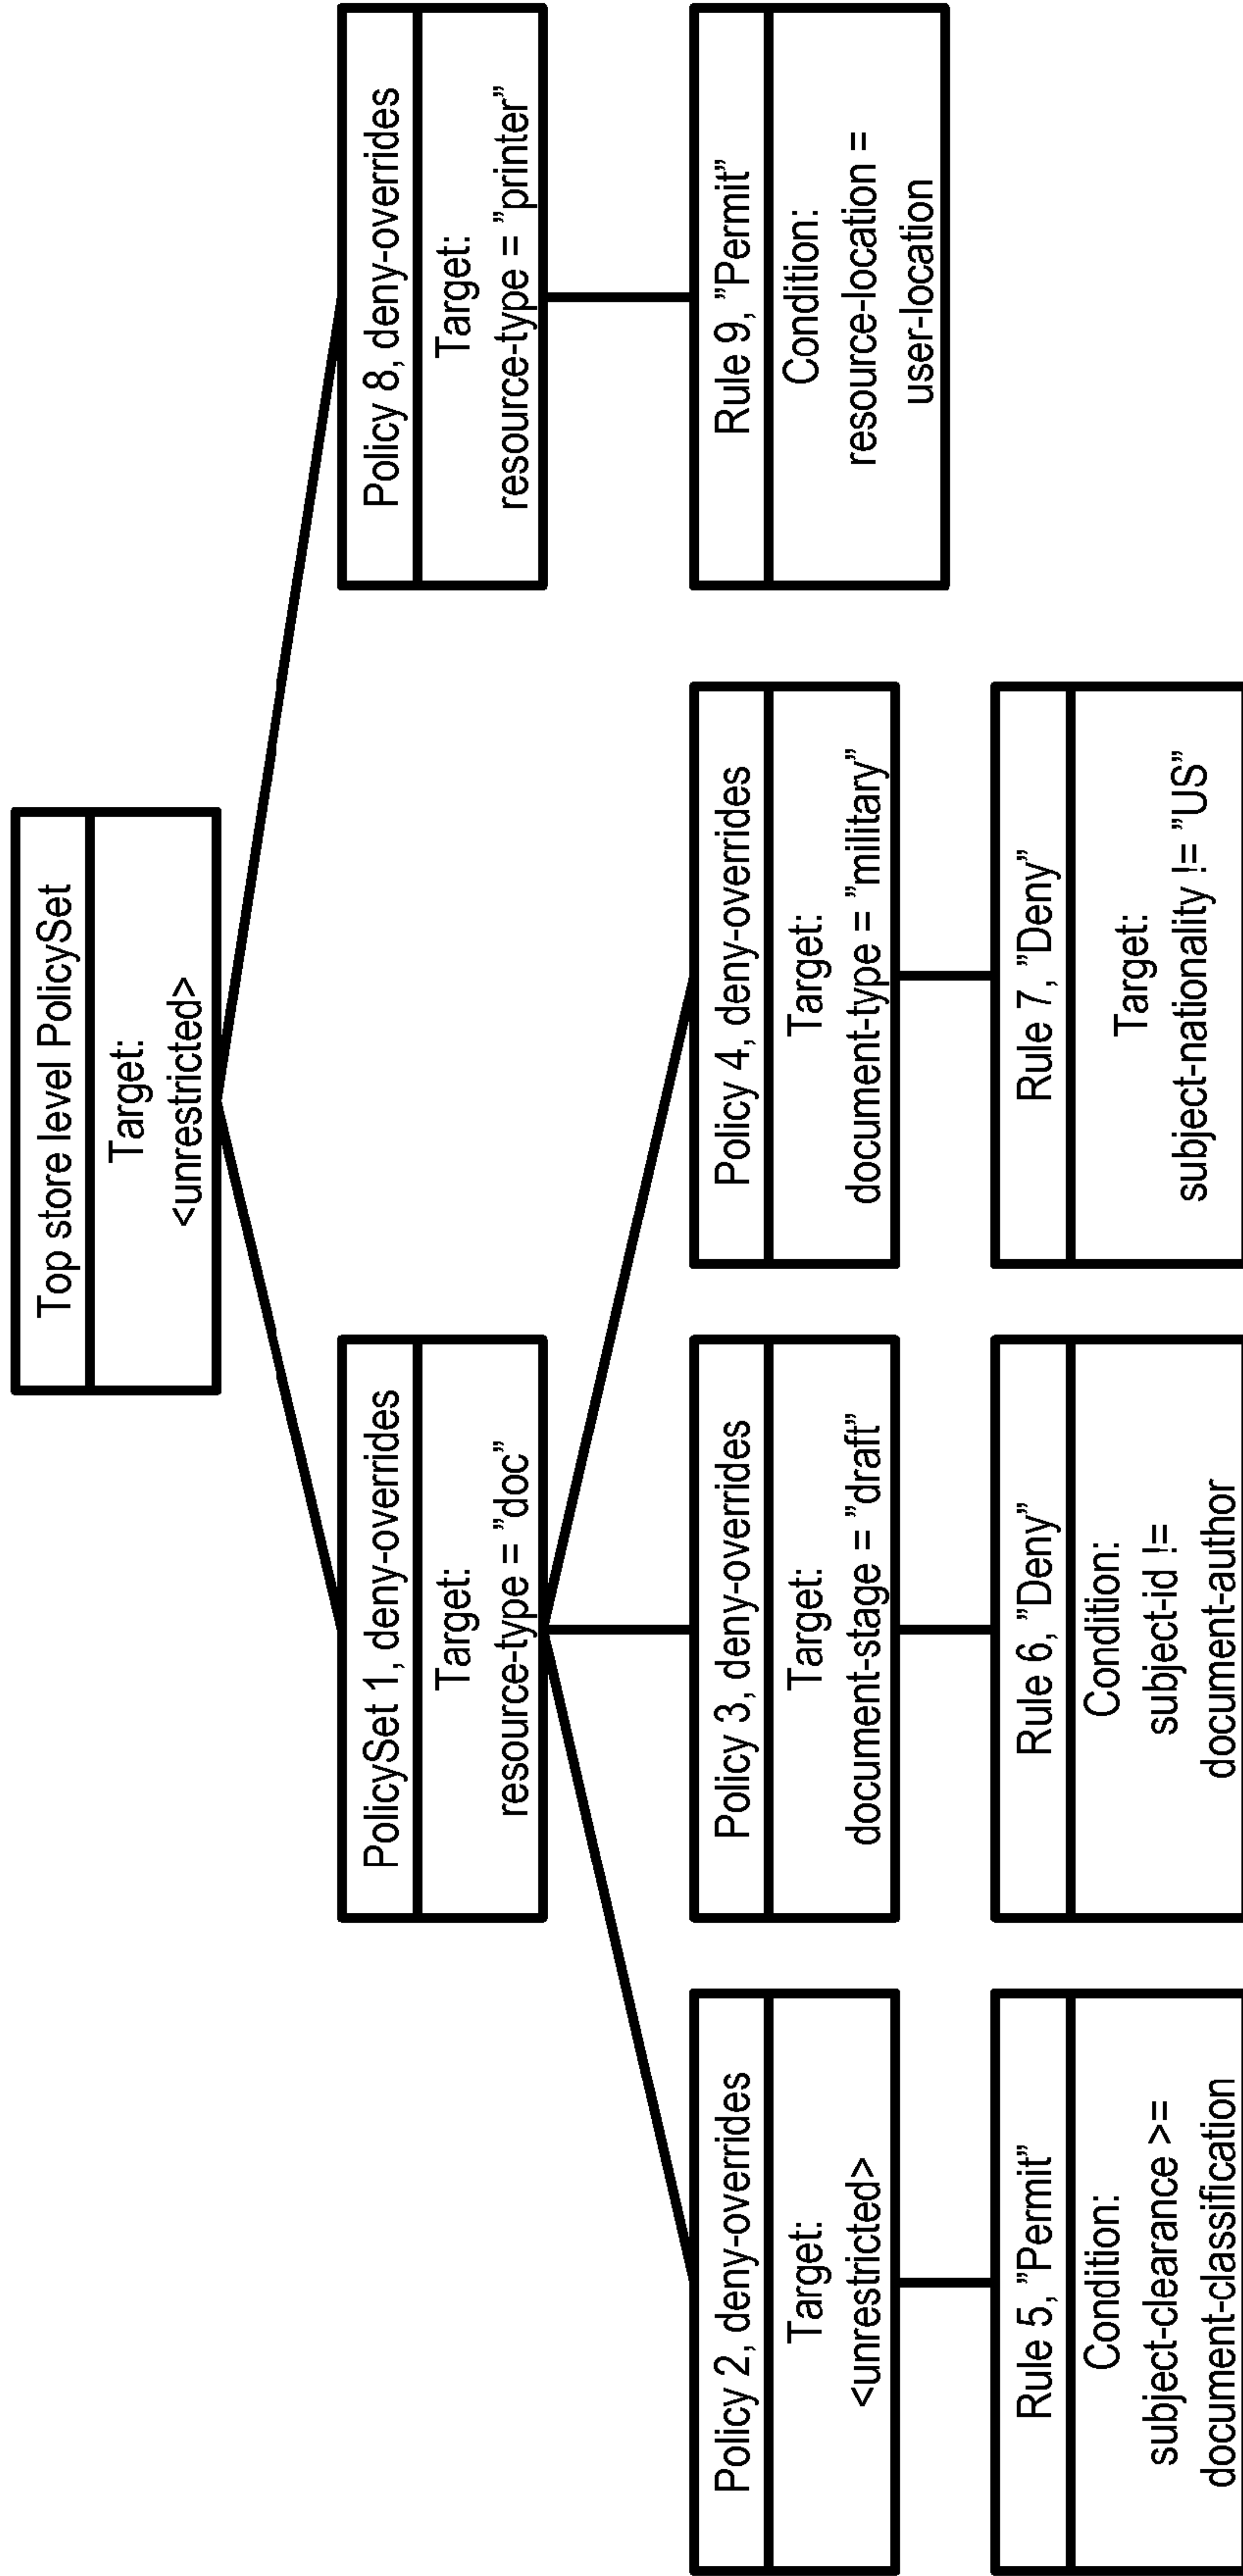 Top store level PolicySet
Target:
<unrestricted>
PolicySet 1, deny-overrides
Target:
resource-type = ”doc”
Policy 8, deny-overrides
Target:
resource-type = ”printer”
Policy 2, deny-overrides
Target:
<unrestricted>
Policy 3, deny-overrides
Target:
document-stage = ”draft”
Policy 4, deny-overrides
Target:
document-type = ”military”
Rule 9, ”Permit”
Condition:
resource-location =
user-location
Rule 5, ”Permit”
Condition:
subject-clearance >=
document-classification
Rule 6, ”Deny”
Condition:
subject-id !=
document-author
Rule 7, ”Deny”
Target:
subject-nationality != ”US”